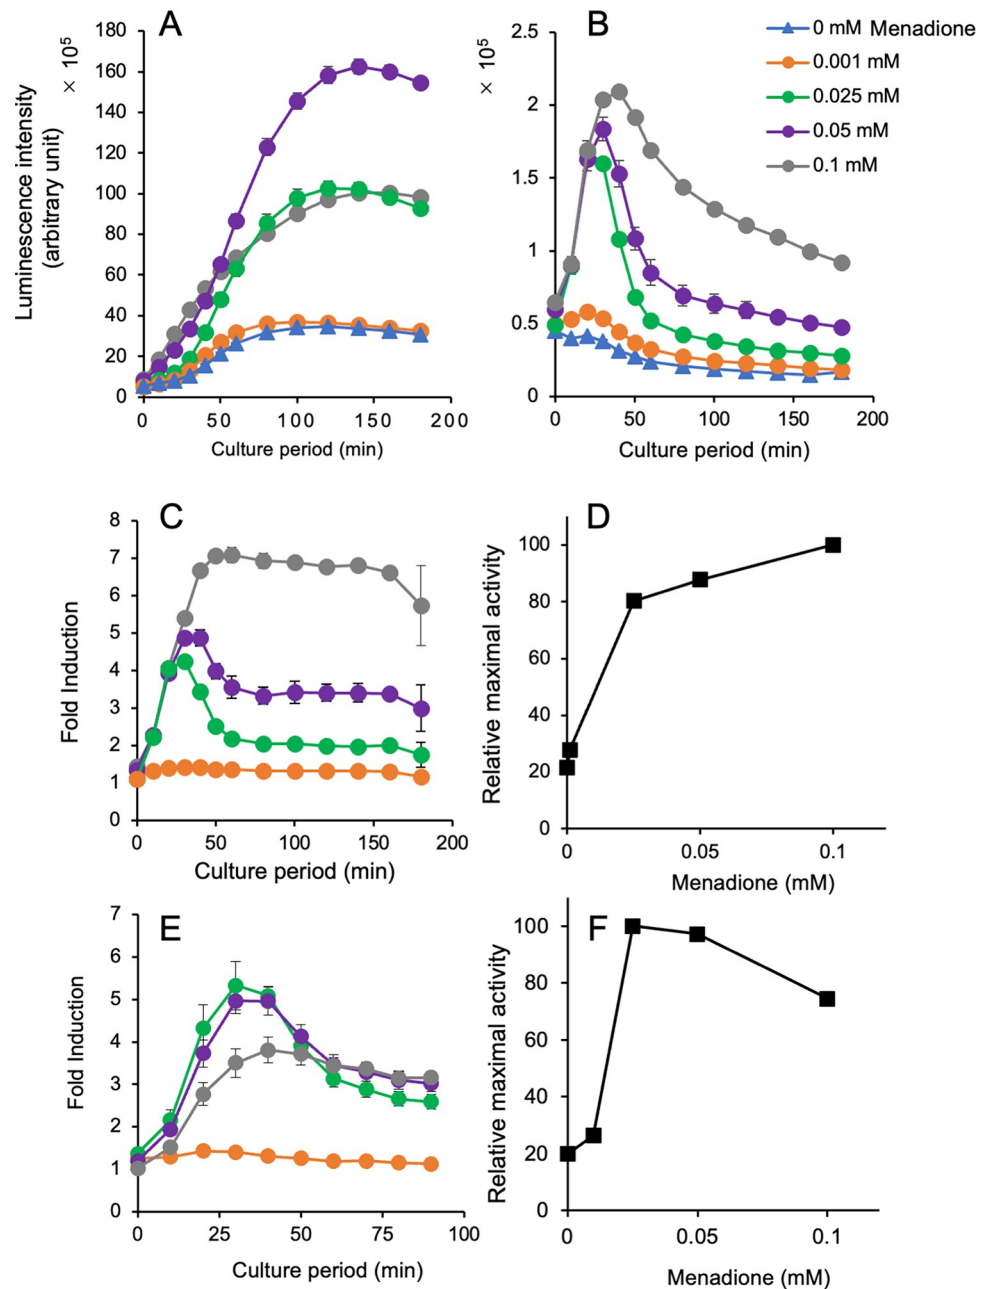 A
Luminescence intensity
(arbitrary unit)
× 10⁵
180
160
140
120
100
80
60
40
20
0
0 50 100 150 200
Culture period (min)
B
× 10⁵
2.5
2
1.5
1
0.5
0
0 50 100 150 200
Culture period (min)
0 mM Menadione
0.001 mM
0.025 mM
0.05 mM
0.1 mM
C
Fold Induction
8
7
6
5
4
3
2
1
0
0 50 100 150 200
Culture period (min)
D
Relative maximal activity
100
80
60
40
20
0
0 0.05 0.1
Menadione (mM)
E
Fold Induction
7
6
5
4
3
2
1
0
0 25 50 75 100
Culture period (min)
F
Relative maximal activity
100
80
60
40
20
0
0 0.05 0.1
Menadione (mM)